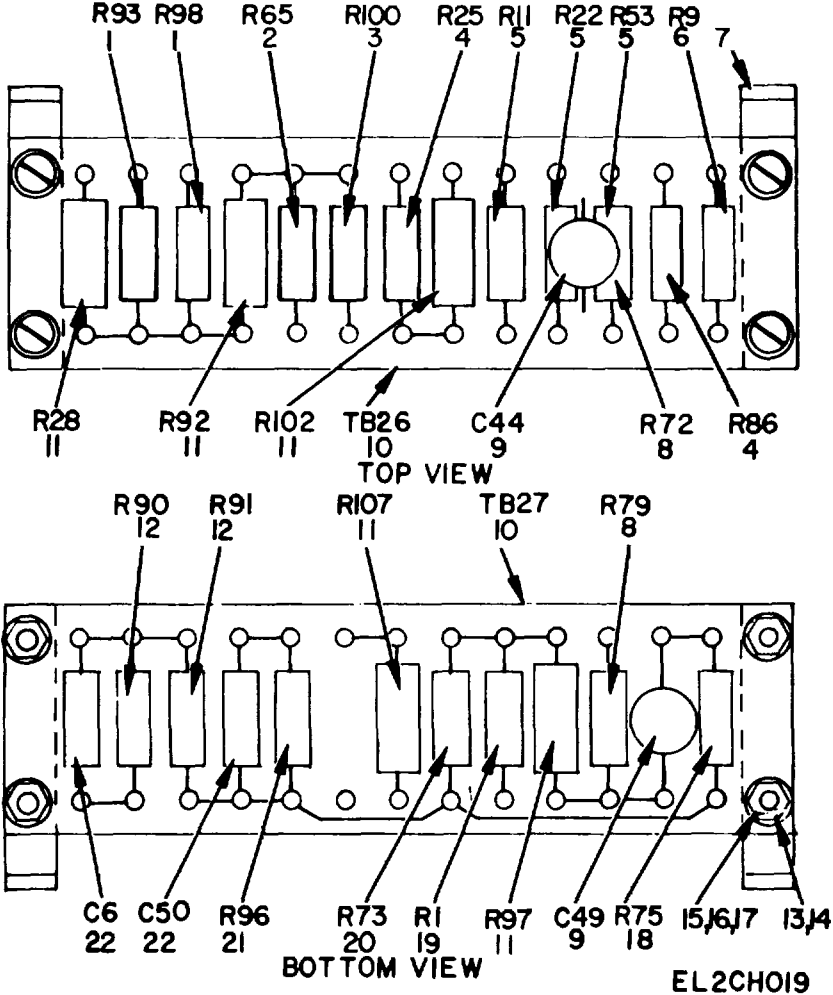 R93 R98 R65 R100 R25 R11 R22 R53 R9
1 1 2 3 4 5 5 5 6 7
R28 R92 R102 TB26 C44 R72 R86
11 11 11 10 9 8 4
TOP VIEW
R90 R91 R107 TB27 R79
12 12 11 10 8
C6 C50 R96 R73 R1 R97 C49 R75 15,16,17 13,14
22 22 21 20 19 11 9 18
BOTTOM VIEW
EL2CH019